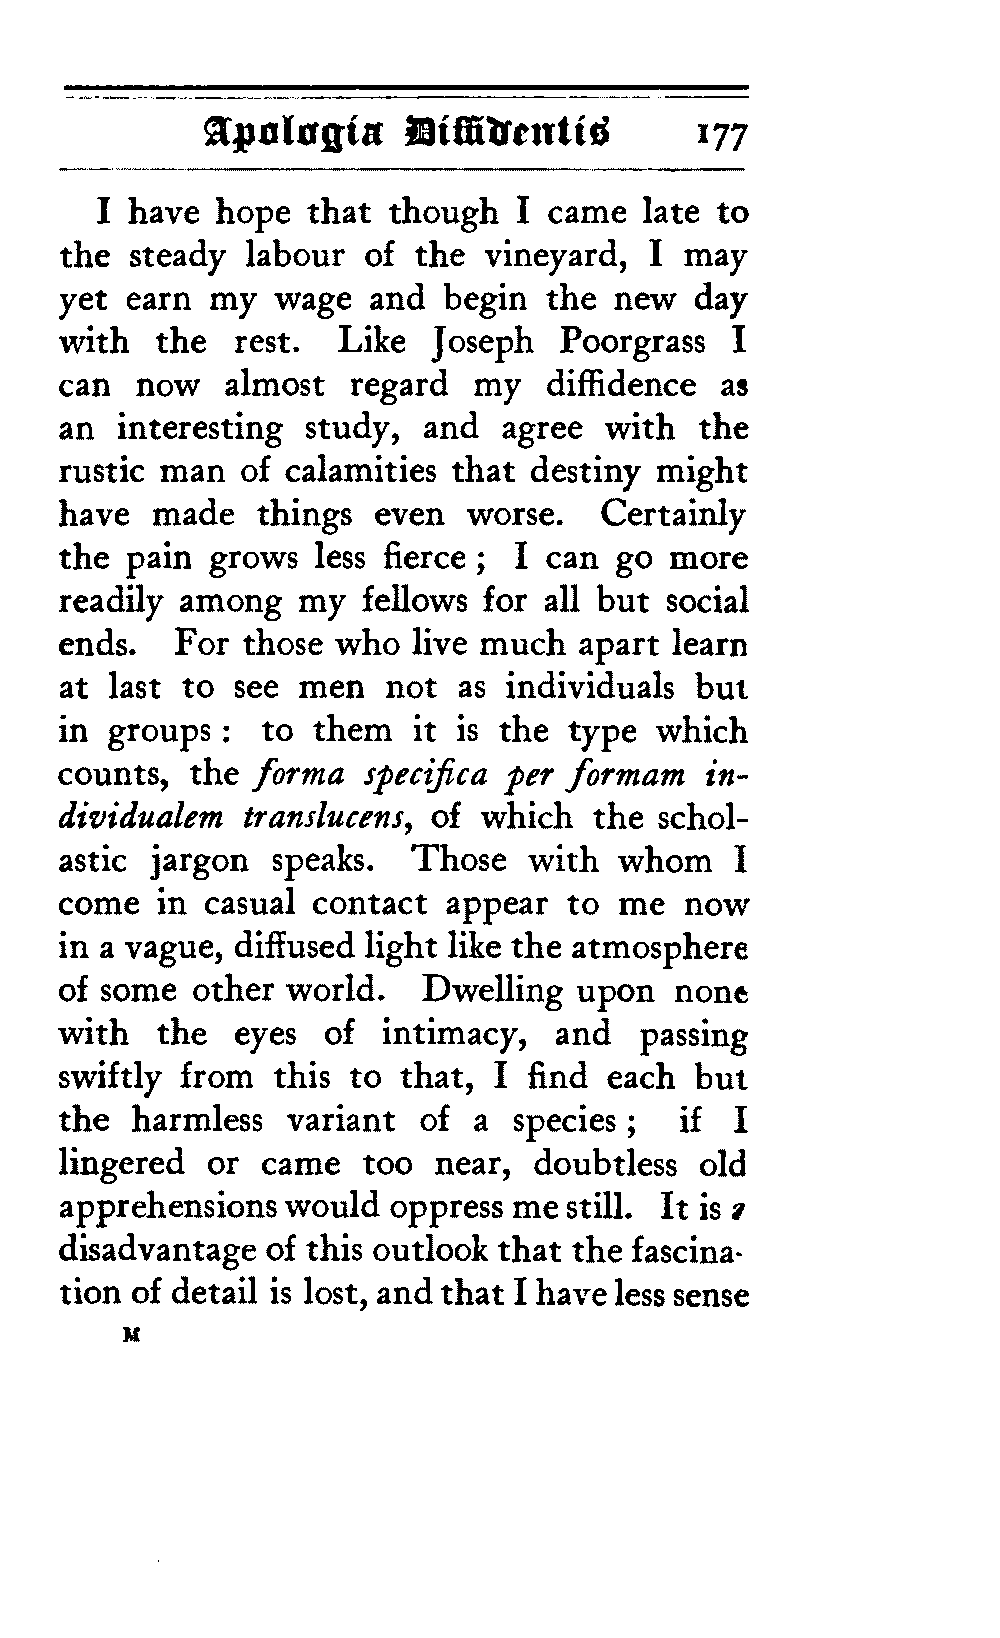 Apologia Diffidentis 177
I have hope that though I came late to
the steady labour of the vineyard, I may
yet earn my wage and begin the new day
with the rest. Like Joseph Poorgrass I
can now almost regard my diffidence as
an interesting study, and agree with the
rustic man of calamities that destiny might
have made things even worse. Certainly
the pain grows less fierce ; I can go more
readily among my fellows for all but social
ends. For those who live much apart learn
at last to see men not as individuals but
in groups : to them it is the type which
counts, the forma specifica per formam in-
dividualem translucens, of which the schol-
astic jargon speaks. Those with whom I
come in casual contact appear to me now
in a vague, diffused light like the atmosphere
of some other world. Dwelling upon none
with the eyes of intimacy, and passing
swiftly from this to that, I find each but
the harmless variant of a species ; if I
lingered or came too near, doubtless old
apprehensions would oppress me still. It is a
disadvantage of this outlook that the fascina-
tion of detail is lost, and that I have less sense
M